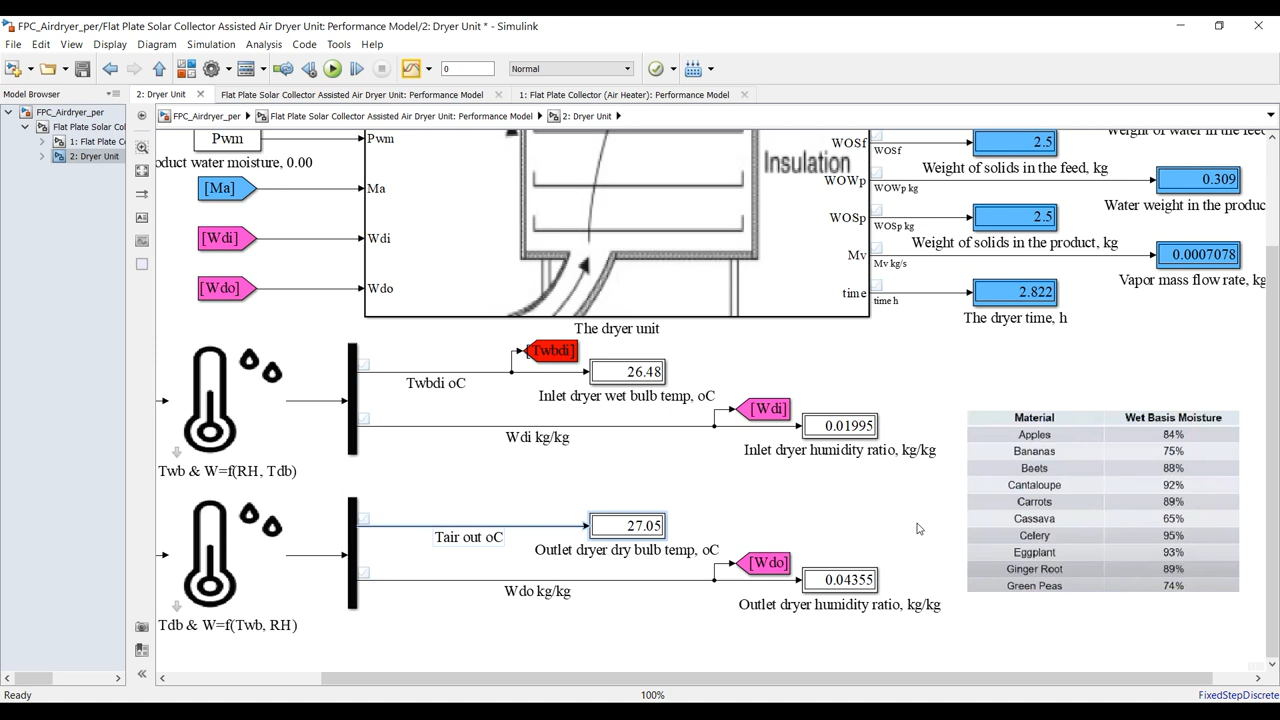 FPC_Airdryer_per/Flat Plate Solar Collector Assisted Air Dryer Unit: Performance Model/2: Dryer Unit * - Simulink
File Edit View Display Diagram Simulation Analysis Code Tools Help
0 Normal
Model Browser
2: Dryer Unit Flat Plate Solar Collector Assisted Air Dryer Unit: Performance Model 1: Flat Plate Collector (Air Heater): Performance Model
FPC_Airdryer_per
FPC_Airdryer_per Flat Plate Solar Collector Assisted Air Dryer Unit: Performance Model 2: Dryer Unit
Flat Plate Solar Col
1: Flat Plate C
2: Dryer Unit
Pwm
Pwm
oduct water moisture, 0.00
[Ma]
Ma
[Wdi]
Wdi
[Wdo]
Wdo
Insulation
The dryer unit
WOSf
WOSf
2.5
Weight of solids in the feed, kg
WOWp
WOWp kg
0.309
Water weight in the produc
WOSp
WOSp kg
2.5
Weight of solids in the product, kg
Mv
Mv kg/s
0.0007078
Vapor mass flow rate, kg
time
time h
2.822
The dryer time, h
[Twbdi]
Twbdi oC
26.48
Inlet dryer wet bulb temp, oC
[Wdi]
Wdi kg/kg
0.01995
Inlet dryer humidity ratio, kg/kg
Twb & W=f(RH, Tdb)
Tair out oC
27.05
Outlet dryer dry bulb temp, oC
[Wdo]
Wdo kg/kg
0.04355
Outlet dryer humidity ratio, kg/kg
Tdb & W=f(Twb, RH)
Material Wet Basis Moisture
Apples 84%
Bananas 75%
Beets 88%
Cantaloupe 92%
Carrots 89%
Cassava 65%
Celery 95%
Eggplant 93%
Ginger Root 89%
Green Peas 74%
Ready 100% FixedStepDiscrete